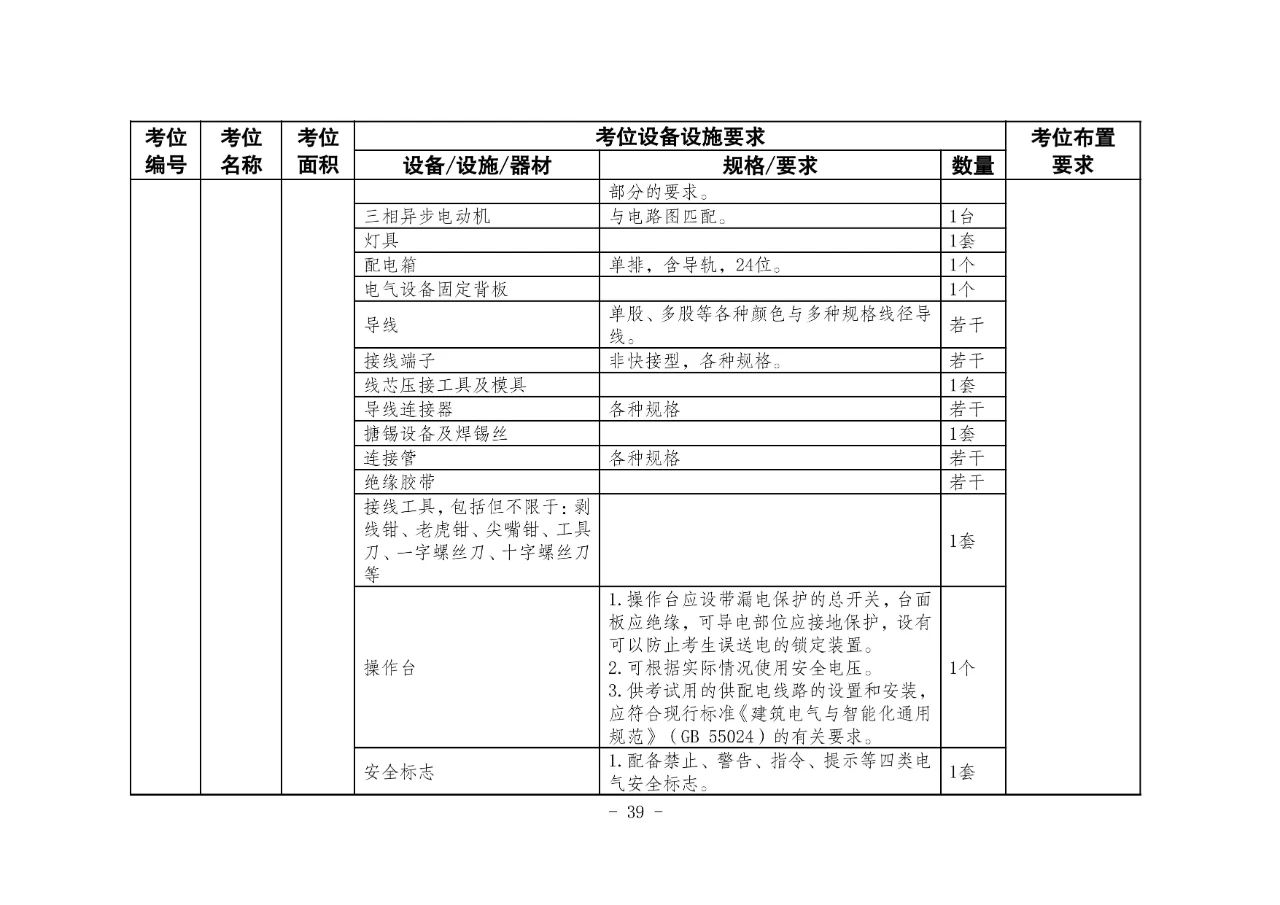 考位编号 考位名称 考位面积 考位设备设施要求 考位布置要求
设备/设施/器材 规格/要求 数量
部分的要求。
三相异步电动机 与电路图匹配。 1台
灯具 1套
配电箱 单排，含导轨，24位。 1个
电气设备固定背板 1个
导线 单股、多股等各种颜色与多种规格线径导
线。 若干
接线端子 非快接型，各种规格。 若干
线芯压接工具及模具 1套
导线连接器 各种规格 若干
搪锡设备及焊锡丝 1套
连接管 各种规格 若干
绝缘胶带 若干
接线工具，包括但不限于：剥
线钳、老虎钳、尖嘴钳、工具
刀、一字螺丝刀、十字螺丝刀
等 1套
操作台
1.操作台应设带漏电保护的总开关，台面
板应绝缘，可导电部位应接地保护，设有
可以防止考生误送电的锁定装置。
2.可根据实际情况使用安全电压。
3.供考试用的供配电线路的设置和安装，
应符合现行标准《建筑电气与智能化通用
规范》（GB 55024）的有关要求。
1个
安全标志
1.配备禁止、警告、指令、提示等四类电
气安全标志。
1套
- 39 -